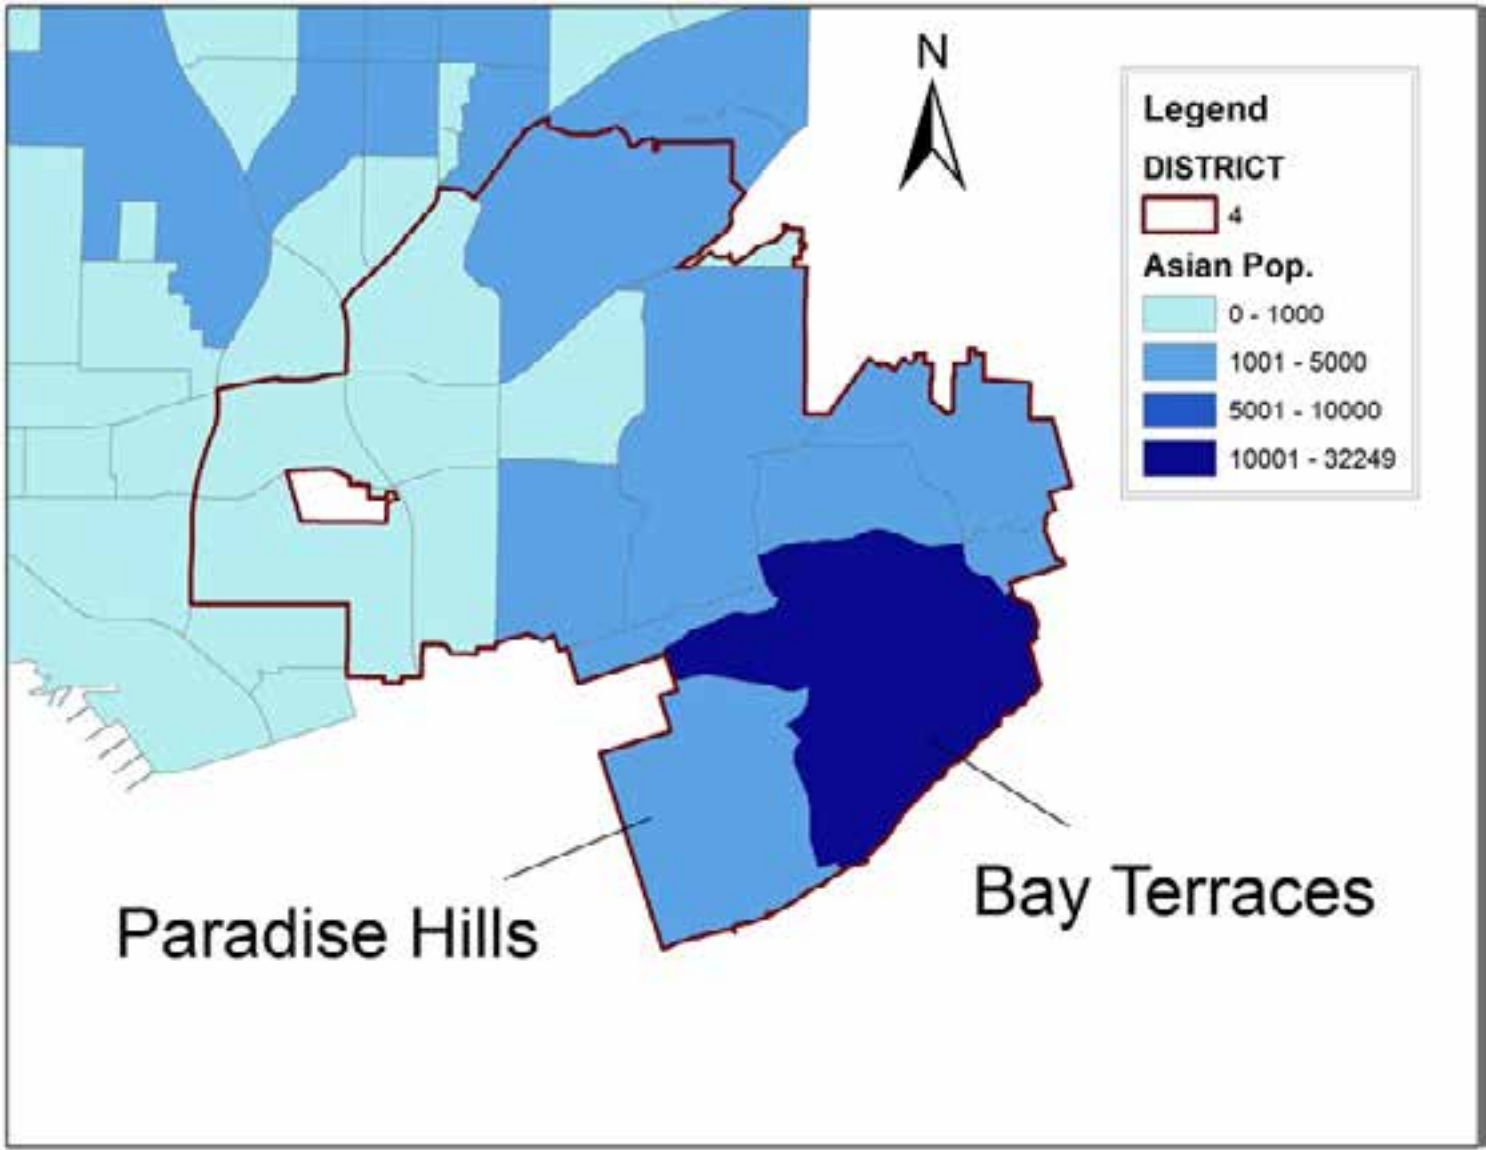 N
Legend
DISTRICT
4
Asian Pop.
0 - 1000
1001 - 5000
5001 - 10000
10001 - 32249
Bay Terraces
Paradise Hills